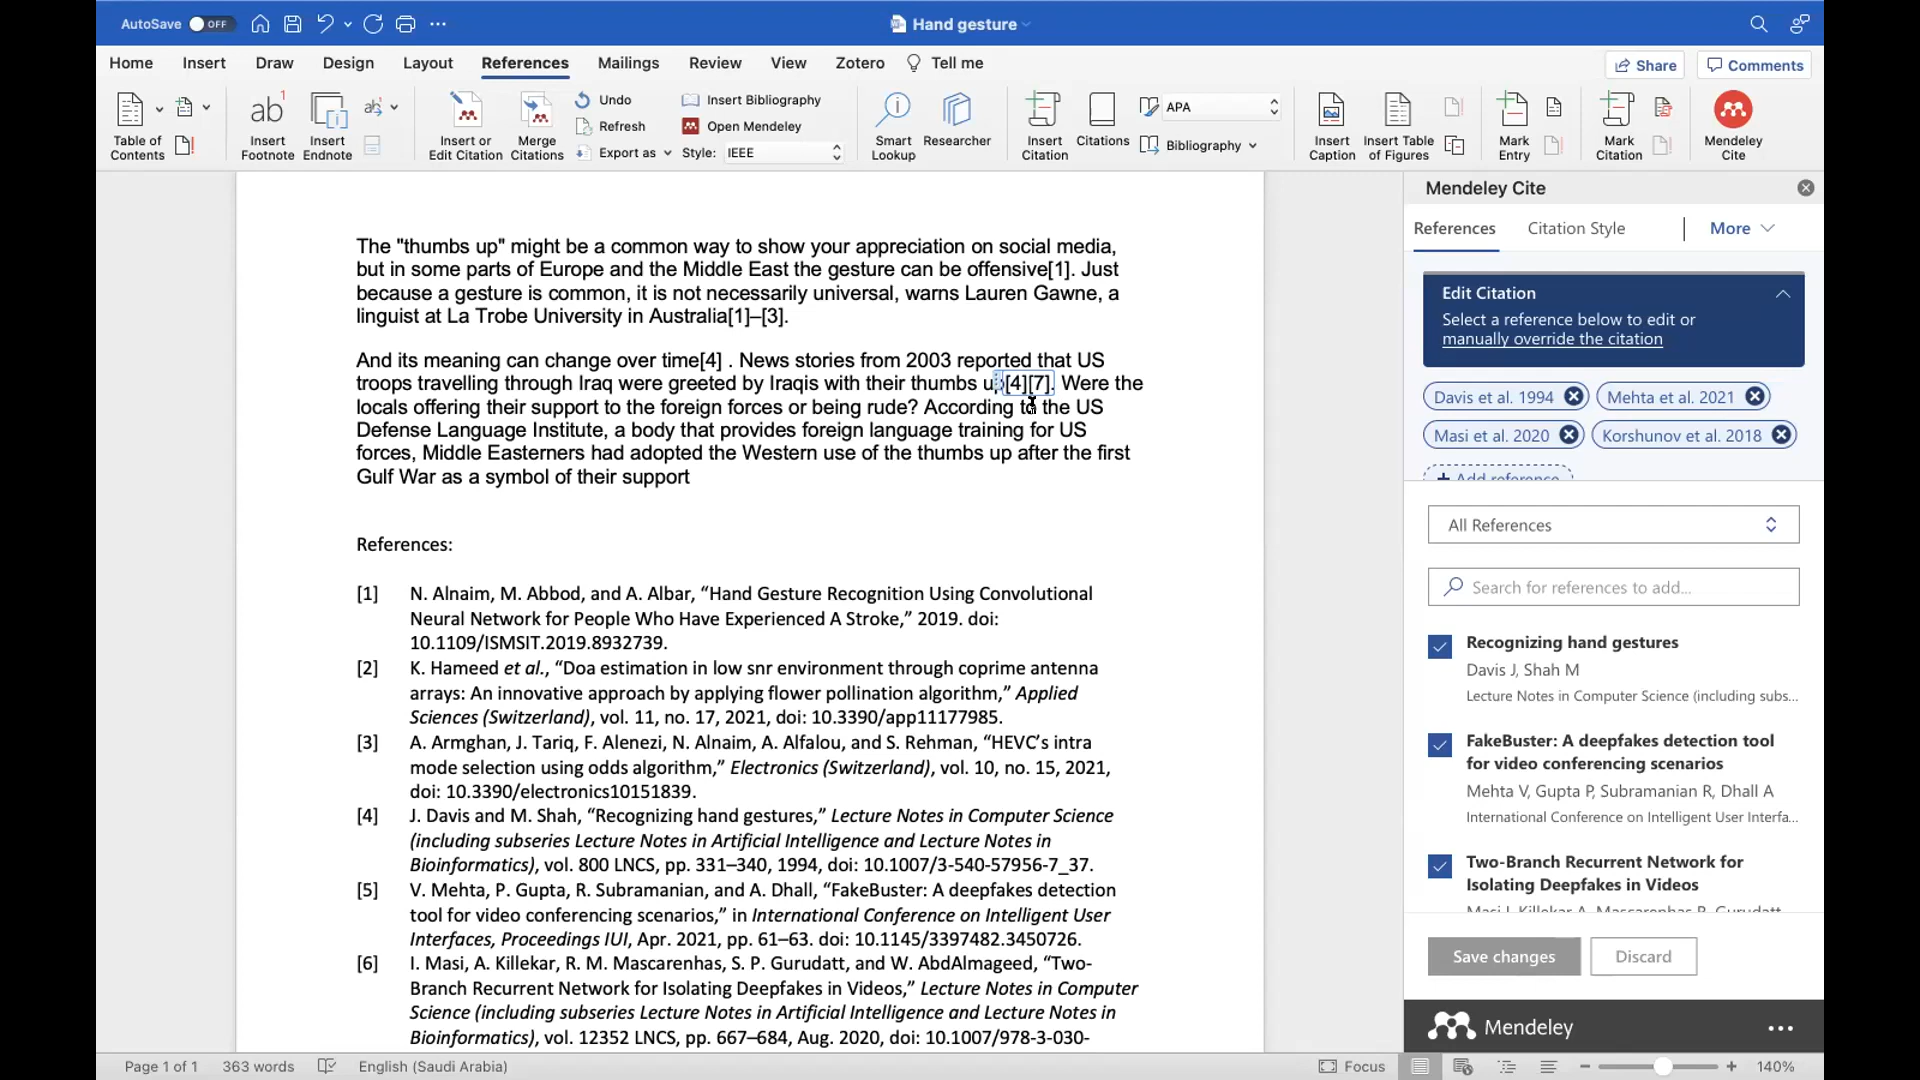 AutoSave OFF
Hand gesture
Home Insert Draw Design Layout References Mailings Review View Zotero Tell me
Share Comments
Table of Contents
Insert Footnote
Insert Endnote
Insert or Edit Citation
Merge Citations
Undo
Refresh
Export as
Insert Bibliography
Open Mendeley
Style: IEEE
Smart Lookup
Researcher
Insert Citation
Citations
APA
Bibliography
Insert Caption
Insert Table of Figures
Mark Entry
Mark Citation
Mendeley Cite
The "thumbs up" might be a common way to show your appreciation on social media,
but in some parts of Europe and the Middle East the gesture can be offensive[1]. Just
because a gesture is common, it is not necessarily universal, warns Lauren Gawne, a
linguist at La Trobe University in Australia[1]–[3].
And its meaning can change over time[4] . News stories from 2003 reported that US
troops travelling through Iraq were greeted by Iraqis with their thumbs up[4][7]. Were the
locals offering their support to the foreign forces or being rude? According to the US
Defense Language Institute, a body that provides foreign language training for US
forces, Middle Easterners had adopted the Western use of the thumbs up after the first
Gulf War as a symbol of their support
References:
[1] N. Alnaim, M. Abbod, and A. Albar, “Hand Gesture Recognition Using Convolutional
Neural Network for People Who Have Experienced A Stroke,” 2019. doi:
10.1109/ISMSIT.2019.8932739.
[2] K. Hameed et al., “Doa estimation in low snr environment through coprime antenna
arrays: An innovative approach by applying flower pollination algorithm,” Applied
Sciences (Switzerland), vol. 11, no. 17, 2021, doi: 10.3390/app11177985.
[3] A. Armghan, J. Tariq, F. Alenezi, N. Alnaim, A. Alfalou, and S. Rehman, “HEVC’s intra
mode selection using odds algorithm,” Electronics (Switzerland), vol. 10, no. 15, 2021,
doi: 10.3390/electronics10151839.
[4] J. Davis and M. Shah, “Recognizing hand gestures,” Lecture Notes in Computer Science
(including subseries Lecture Notes in Artificial Intelligence and Lecture Notes in
Bioinformatics), vol. 800 LNCS, pp. 331–340, 1994, doi: 10.1007/3-540-57956-7_37.
[5] V. Mehta, P. Gupta, R. Subramanian, and A. Dhall, “FakeBuster: A deepfakes detection
tool for video conferencing scenarios,” in International Conference on Intelligent User
Interfaces, Proceedings IUI, Apr. 2021, pp. 61–63. doi: 10.1145/3397482.3450726.
[6] I. Masi, A. Killekar, R. M. Mascarenhas, S. P. Gurudatt, and W. AbdAlmageed, “Two-
Branch Recurrent Network for Isolating Deepfakes in Videos,” Lecture Notes in Computer
Science (including subseries Lecture Notes in Artificial Intelligence and Lecture Notes in
Bioinformatics), vol. 12352 LNCS, pp. 667–684, Aug. 2020, doi: 10.1007/978-3-030-
Mendeley Cite
References Citation Style More
Edit Citation
Select a reference below to edit or
manually override the citation
Davis et al. 1994 Mehta et al. 2021
Masi et al. 2020 Korshunov et al. 2018
+ Add reference
All References
Search for references to add...
Recognizing hand gestures
Davis J, Shah M
Lecture Notes in Computer Science (including subs...
FakeBuster: A deepfakes detection tool
for video conferencing scenarios
Mehta V, Gupta P, Subramanian R, Dhall A
International Conference on Intelligent User Interfa...
Two-Branch Recurrent Network for
Isolating Deepfakes in Videos
Masi I, Killekar A, Mascarenhas R, Gurudatt
Save changes Discard
Mendeley
Page 1 of 1 363 words English (Saudi Arabia) Focus 140%